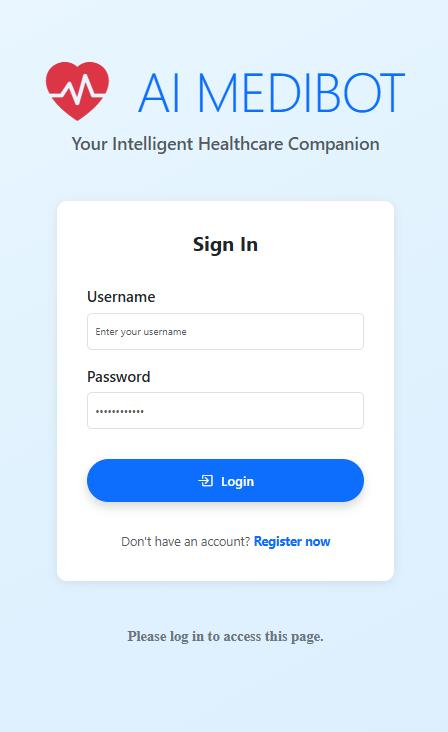 AI MEDIBOT
Your Intelligent Healthcare Companion
Sign In
Username
Enter your username
Password
••••••••••••
Login
Don't have an account? Register now
Please log in to access this page.